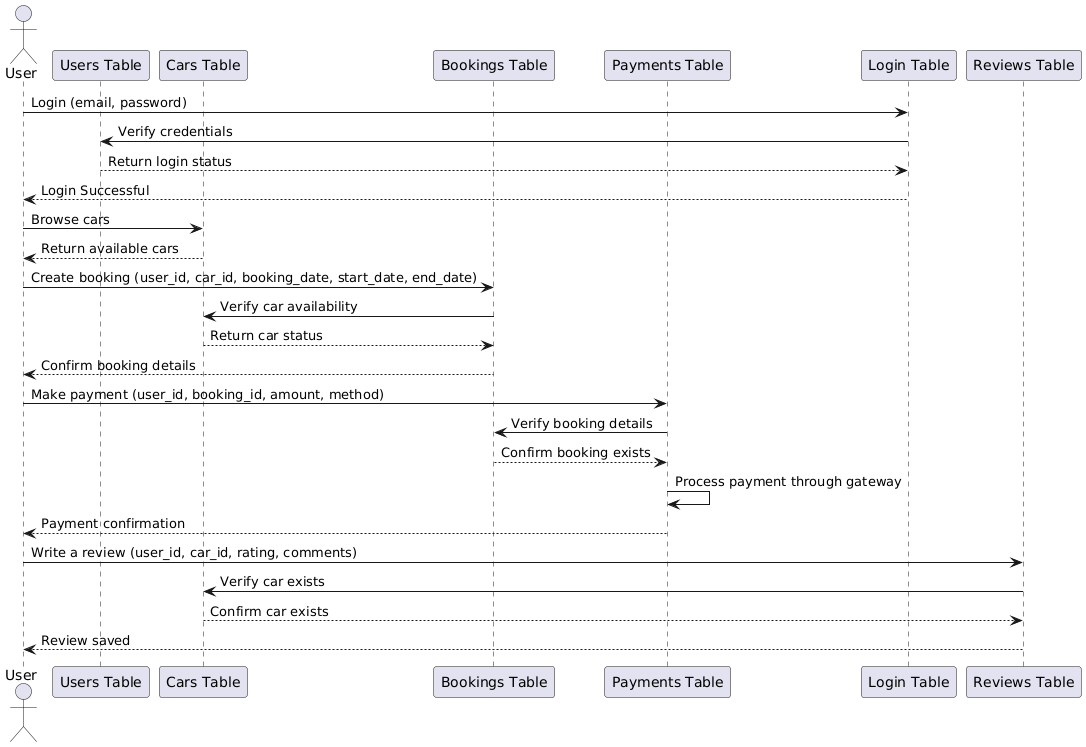 User
Users Table
Cars Table
Bookings Table
Payments Table
Login Table
Reviews Table
Login (email, password)
Verify credentials
Return login status
Login Successful
Browse cars
Return available cars
Create booking (user_id, car_id, booking_date, start_date, end_date)
Verify car availability
Return car status
Confirm booking details
Make payment (user_id, booking_id, amount, method)
Verify booking details
Confirm booking exists
Process payment through gateway
Payment confirmation
Write a review (user_id, car_id, rating, comments)
Verify car exists
Confirm car exists
Review saved
User
Users Table
Cars Table
Bookings Table
Payments Table
Login Table
Reviews Table